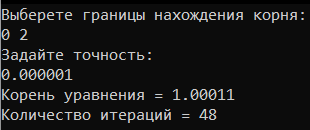 Выберете границы нахождения корня:
0 2
Задайте точность:
0.000001
Корень уравнения = 1.00011
Количество итераций = 48